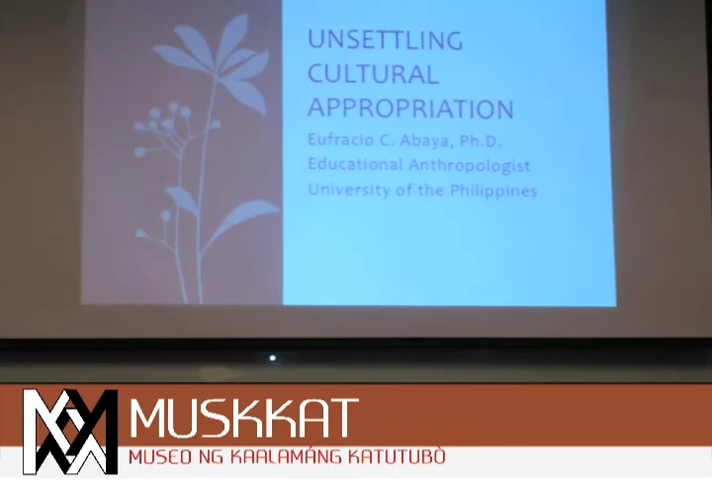 UNSETTLING
CULTURAL
APPROPRIATION
Eufracio C. Abaya, Ph.D.
Educational Anthropologist
University of the Philippines
MUSKKAT
MUSEO NG KAALAMÁNG KATUTUBÒ